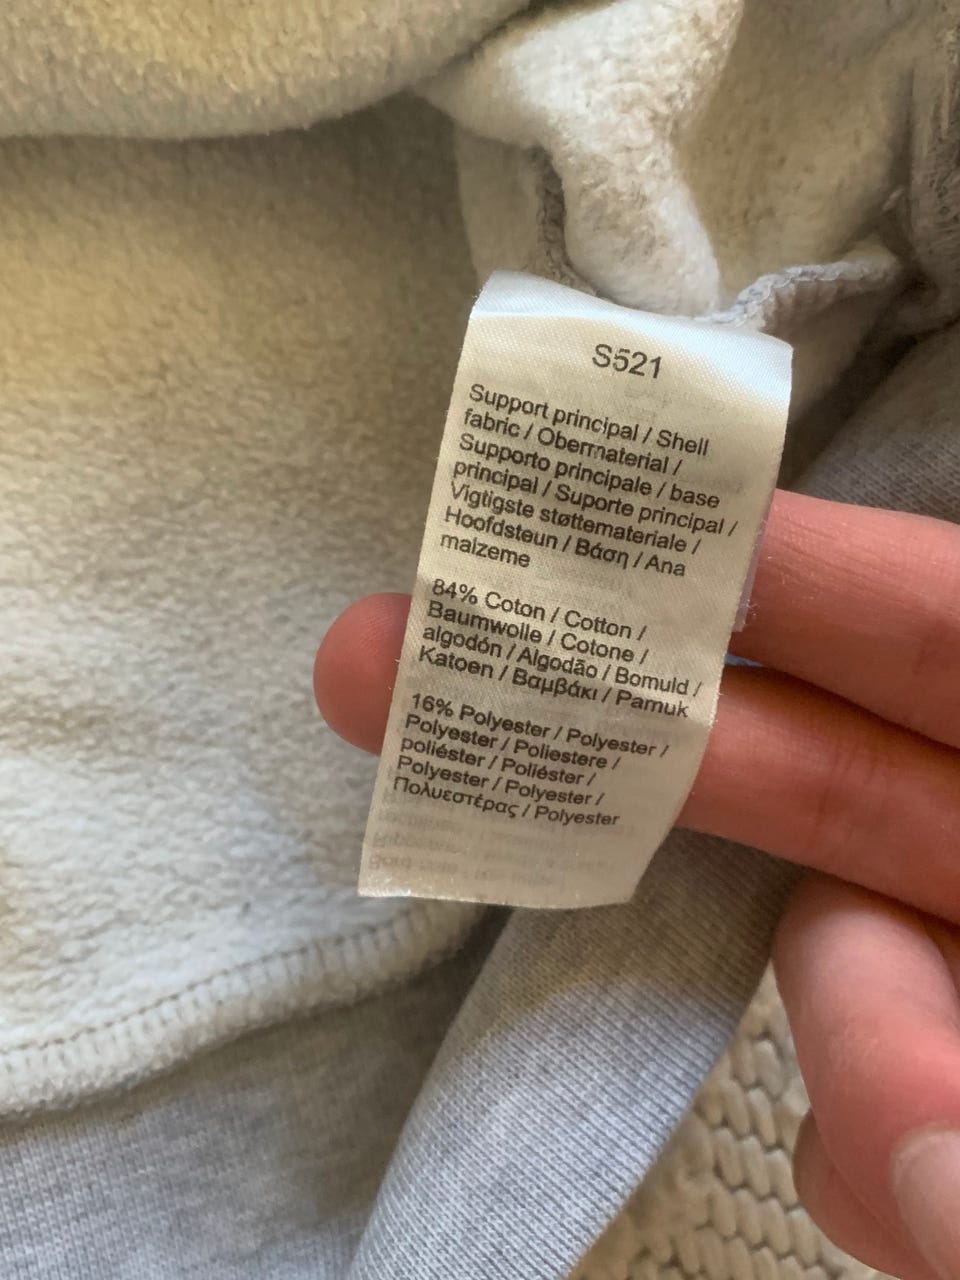 S521
Support principal / Shell
fabric / Obermaterial /
Supporto principale / base
principal / Suporte principal /
Vigtigste støttemateriale /
Hoofdsteun / Βάση / Ana
malzeme
84% Coton / Cotton /
Baumwolle / Cotone /
algodón / Algodão / Bomuld /
Katoen / Βαμβάκι / Pamuk
16% Polyester / Polyester /
Polyester / Poliestere /
poliéster / Poliéster /
Polyester / Polyester /
Πολυεστέρας / Polyester